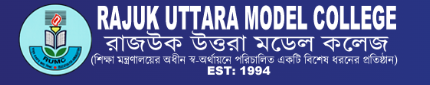 RAJUK UTTARA MODEL COLLEGE
রাজউক উত্তরা মডেল কলেজ
(শিক্ষা মন্ত্রণালয়ের অধীন স্ব-অর্থায়নে পরিচালিত একটি বিশেষ ধরনের প্রতিষ্ঠান)
EST: 1994
RUMC